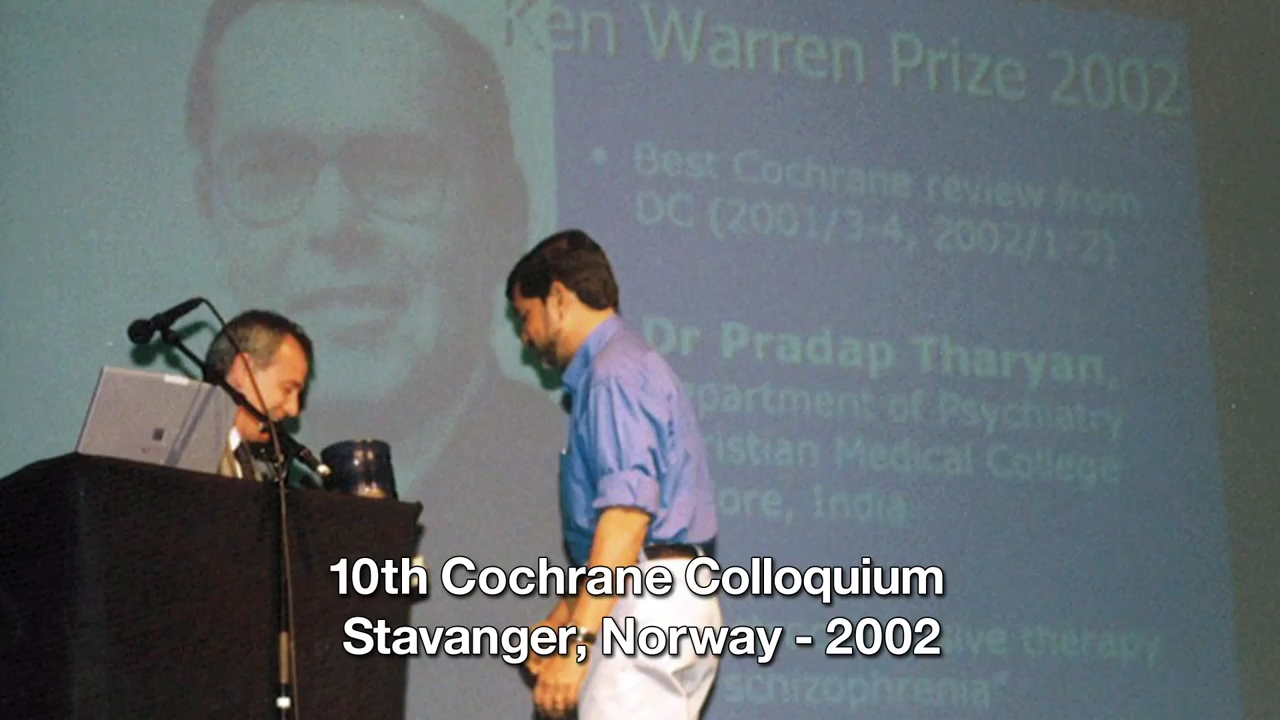 Ken Warren Prize 2002
• Best Cochrane review from
DC (2001/3-4, 2002/1-2)
Dr Pradap Tharyan,
epartment of Psychiatry
ristian Medical College
ore, India
ive therapy
schizophrenia"
10th Cochrane Colloquium
Stavanger, Norway - 2002